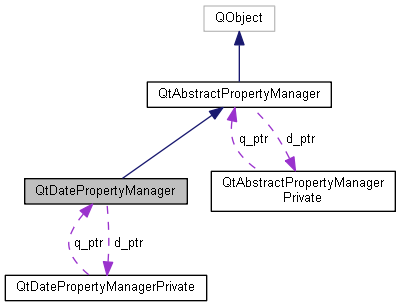 QObject
QtAbstractPropertyManager
q_ptr
d_ptr
QtDatePropertyManager
QtAbstractPropertyManager
Private
q_ptr
d_ptr
QtDatePropertyManagerPrivate